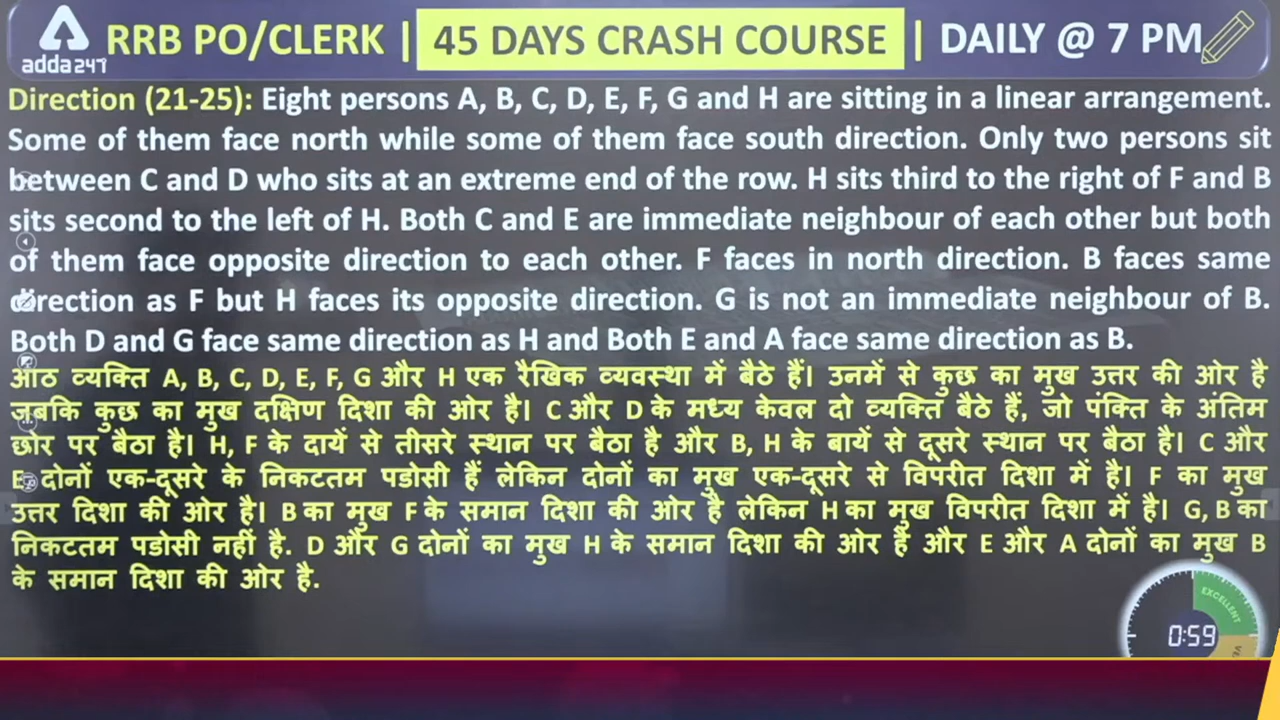 RRB PO/CLERK | 45 DAYS CRASH COURSE | DAILY @ 7 PM
adda247
Direction (21-25): Eight persons A, B, C, D, E, F, G and H are sitting in a linear arrangement.
Some of them face north while some of them face south direction. Only two persons sit
between C and D who sits at an extreme end of the row. H sits third to the right of F and B
sits second to the left of H. Both C and E are immediate neighbour of each other but both
of them face opposite direction to each other. F faces in north direction. B faces same
direction as F but H faces its opposite direction. G is not an immediate neighbour of B.
Both D and G face same direction as H and Both E and A face same direction as B.
आठ व्यक्ति A, B, C, D, E, F, G और H एक रैखिक व्यवस्था में बैठे हैं। उनमें से कुछ का मुख उत्तर की ओर है
जबकि कुछ का मुख दक्षिण दिशा की ओर है। C और D के मध्य केवल दो व्यक्ति बैठे हैं, जो पंक्ति के अंतिम
छोर पर बैठा है। H, F के दायें से तीसरे स्थान पर बैठा है और B, H के बायें से दूसरे स्थान पर बैठा है। C और
E दोनों एक-दूसरे के निकटतम पडोसी हैं लेकिन दोनों का मुख एक-दूसरे से विपरीत दिशा में है। F का मुख
उत्तर दिशा की ओर है। B का मुख F के समान दिशा की ओर है लेकिन H का मुख विपरीत दिशा में है। G, B का
निकटतम पडोसी नहीं है. D और G दोनों का मुख H के समान दिशा की ओर है और E और A दोनों का मुख B
के समान दिशा की ओर है.
EXCELLENT
0:59